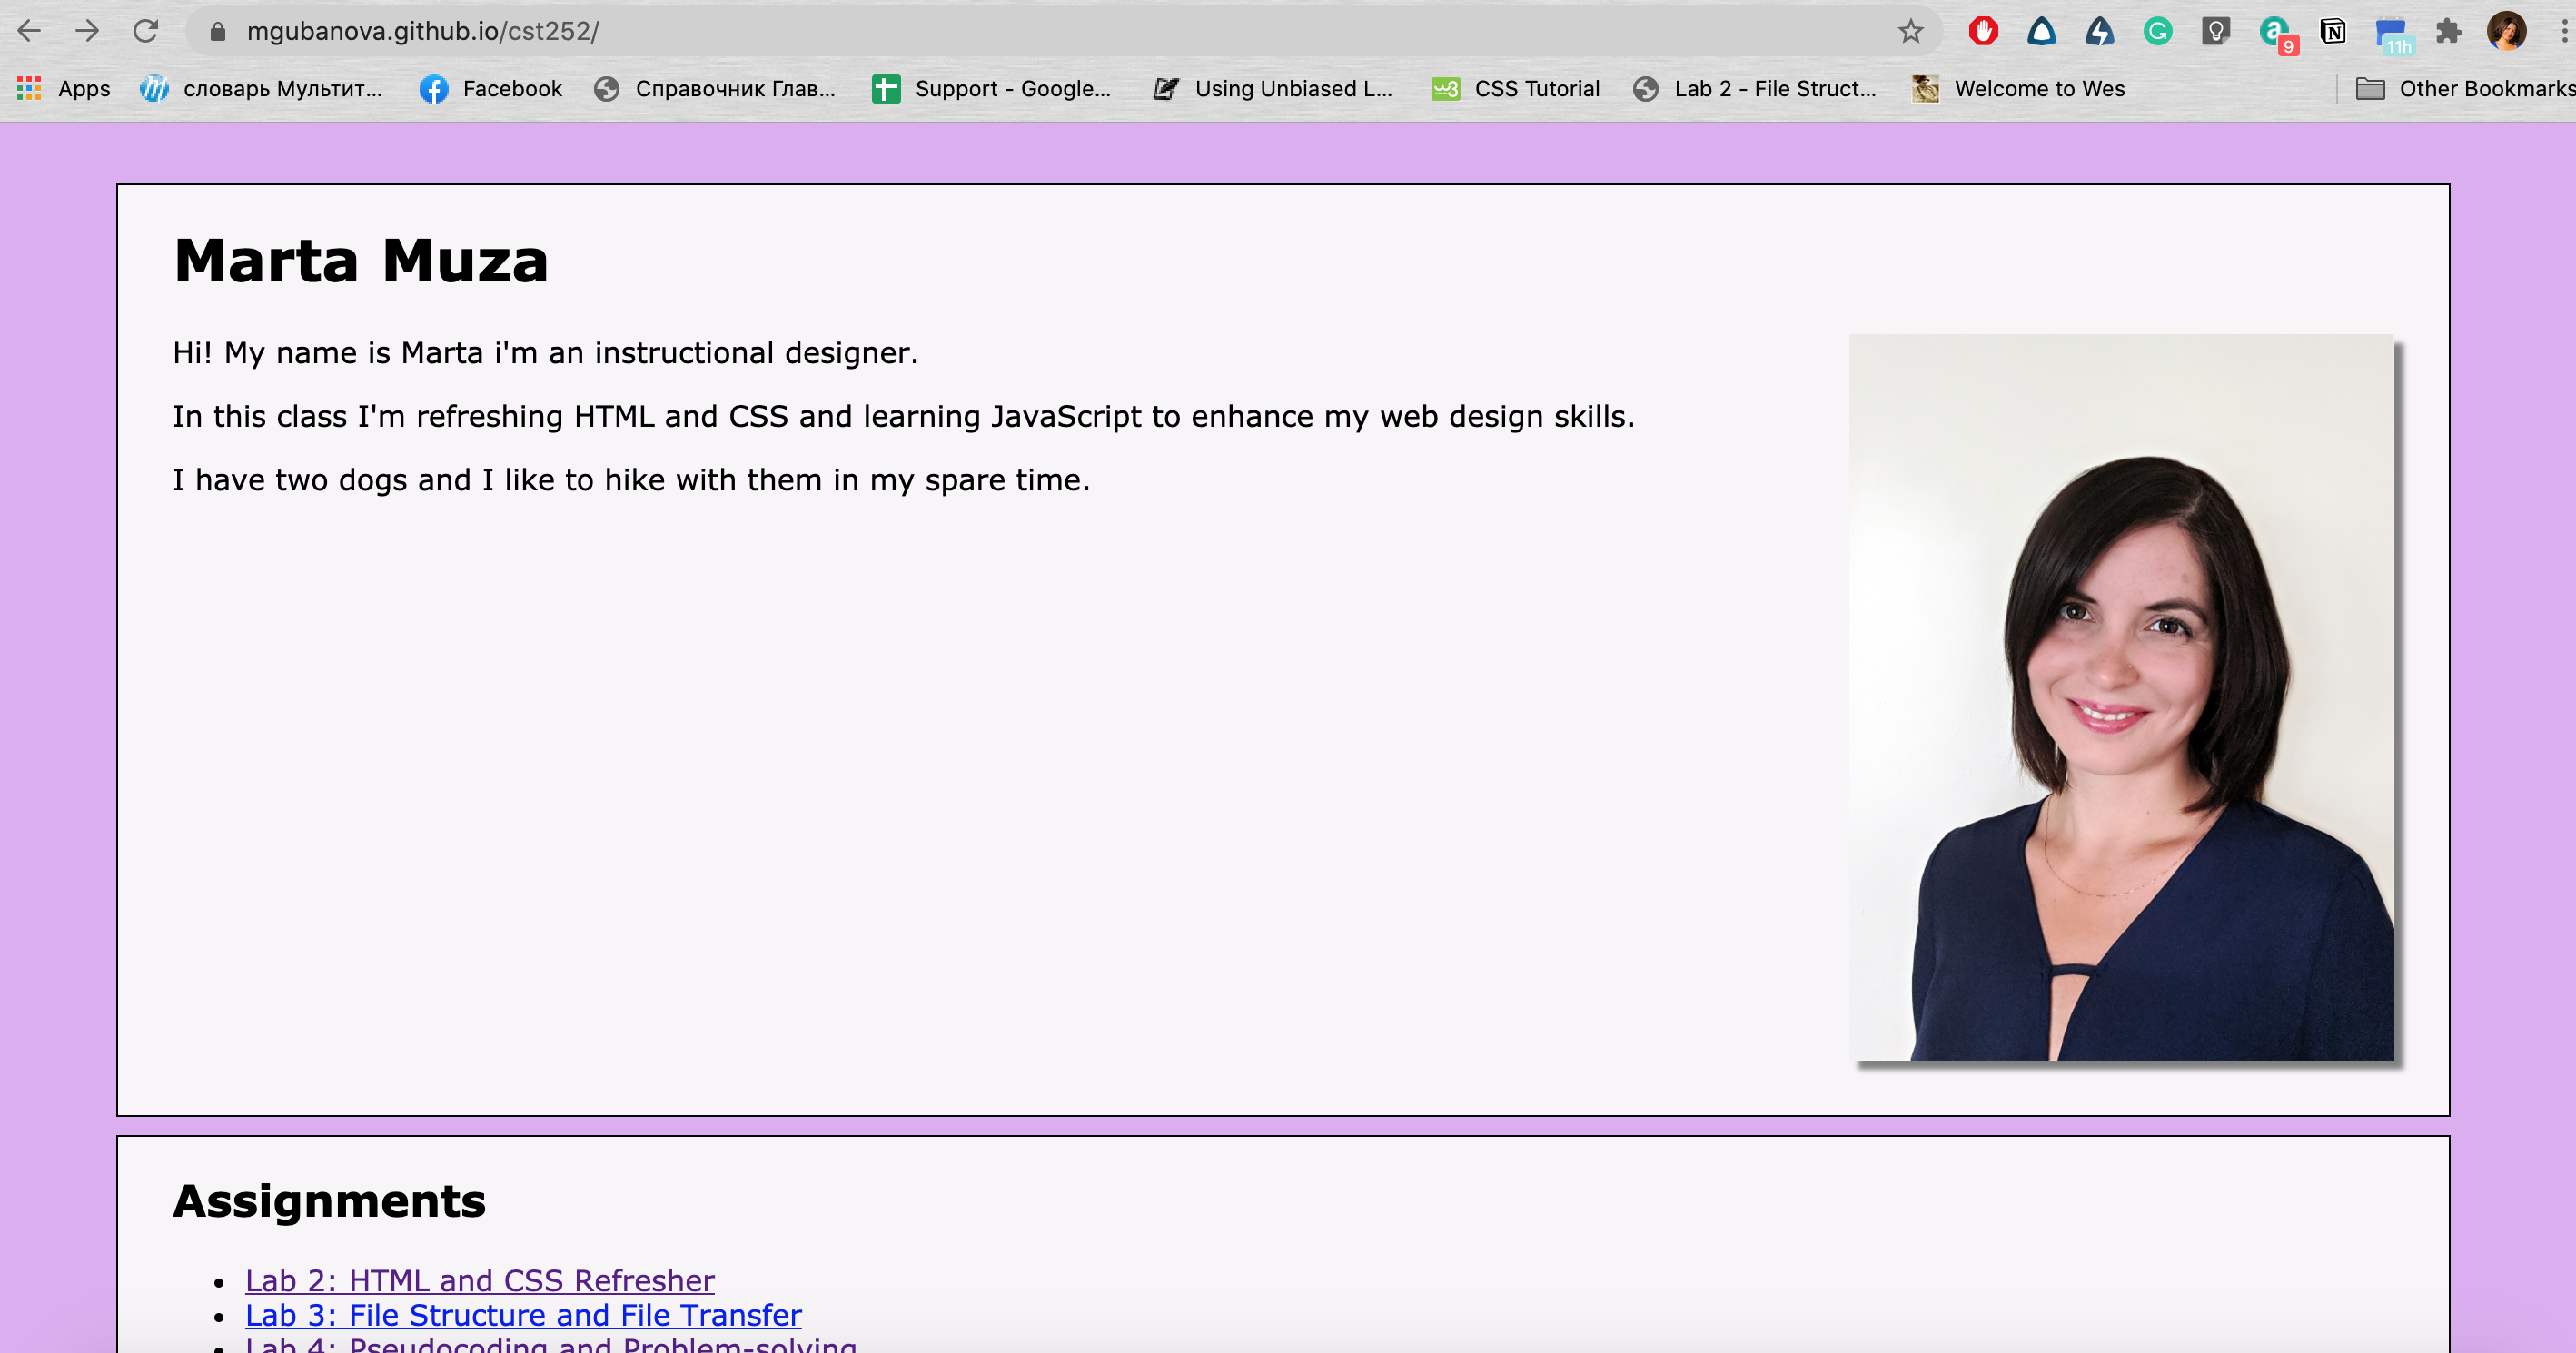 mgubanova.github.io/cst252/
9
11h
Apps словарь Мультит... Facebook Справочник Глав... Support - Google... Using Unbiased L... CSS Tutorial Lab 2 - File Struct... Welcome to Wes Other Bookmarks
Marta Muza
Hi! My name is Marta i'm an instructional designer.
In this class I'm refreshing HTML and CSS and learning JavaScript to enhance my web design skills.
I have two dogs and I like to hike with them in my spare time.
Assignments
Lab 2: HTML and CSS Refresher
Lab 3: File Structure and File Transfer
Lab 4: Pseudocoding and Problem-solving